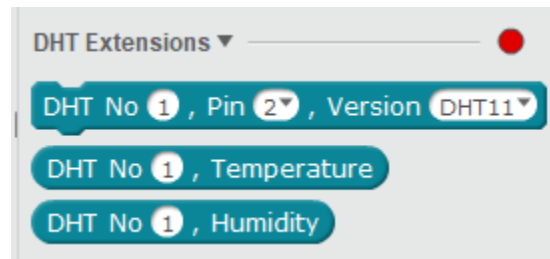 DHT Extensions
DHT No 1 , Pin 2 , Version DHT11
DHT No 1 , Temperature
DHT No 1 , Humidity